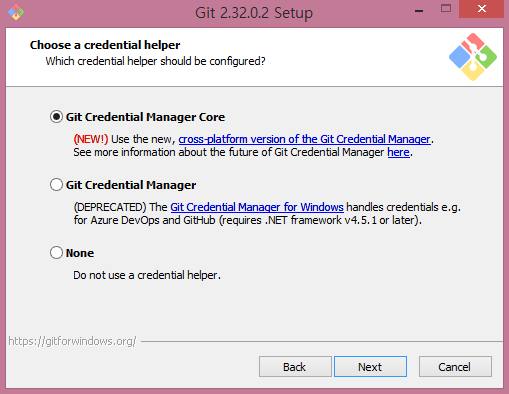 Git 2.32.0.2 Setup
Choose a credential helper
Which credential helper should be configured?
Git Credential Manager Core
(NEW!) Use the new, cross-platform version of the Git Credential Manager.
See more information about the future of Git Credential Manager here.
Git Credential Manager
(DEPRECATED) The Git Credential Manager for Windows handles credentials e.g.
for Azure DevOps and GitHub (requires .NET framework v4.5.1 or later).
None
Do not use a credential helper.
https://gitforwindows.org/
Back Next Cancel